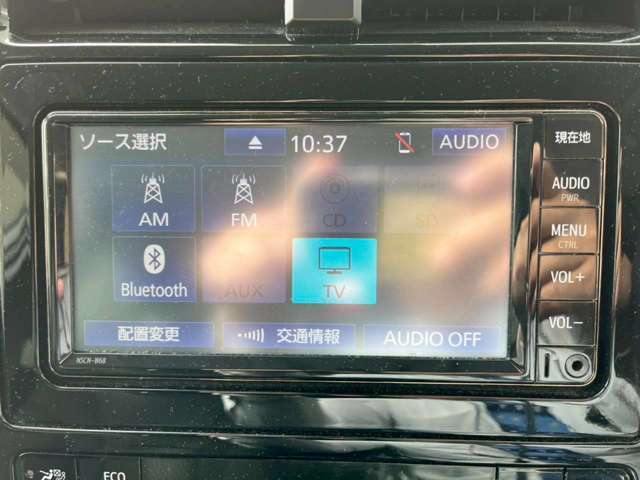 ソース選択 10:37 AUDIO 現在地
AM FM CD SD
AUDIO
PWR
MENU
CTRL
Bluetooth AUX TV
VOL+
配置変更 交通情報 AUDIO OFF
VOL-
NSCN-W68
ECO